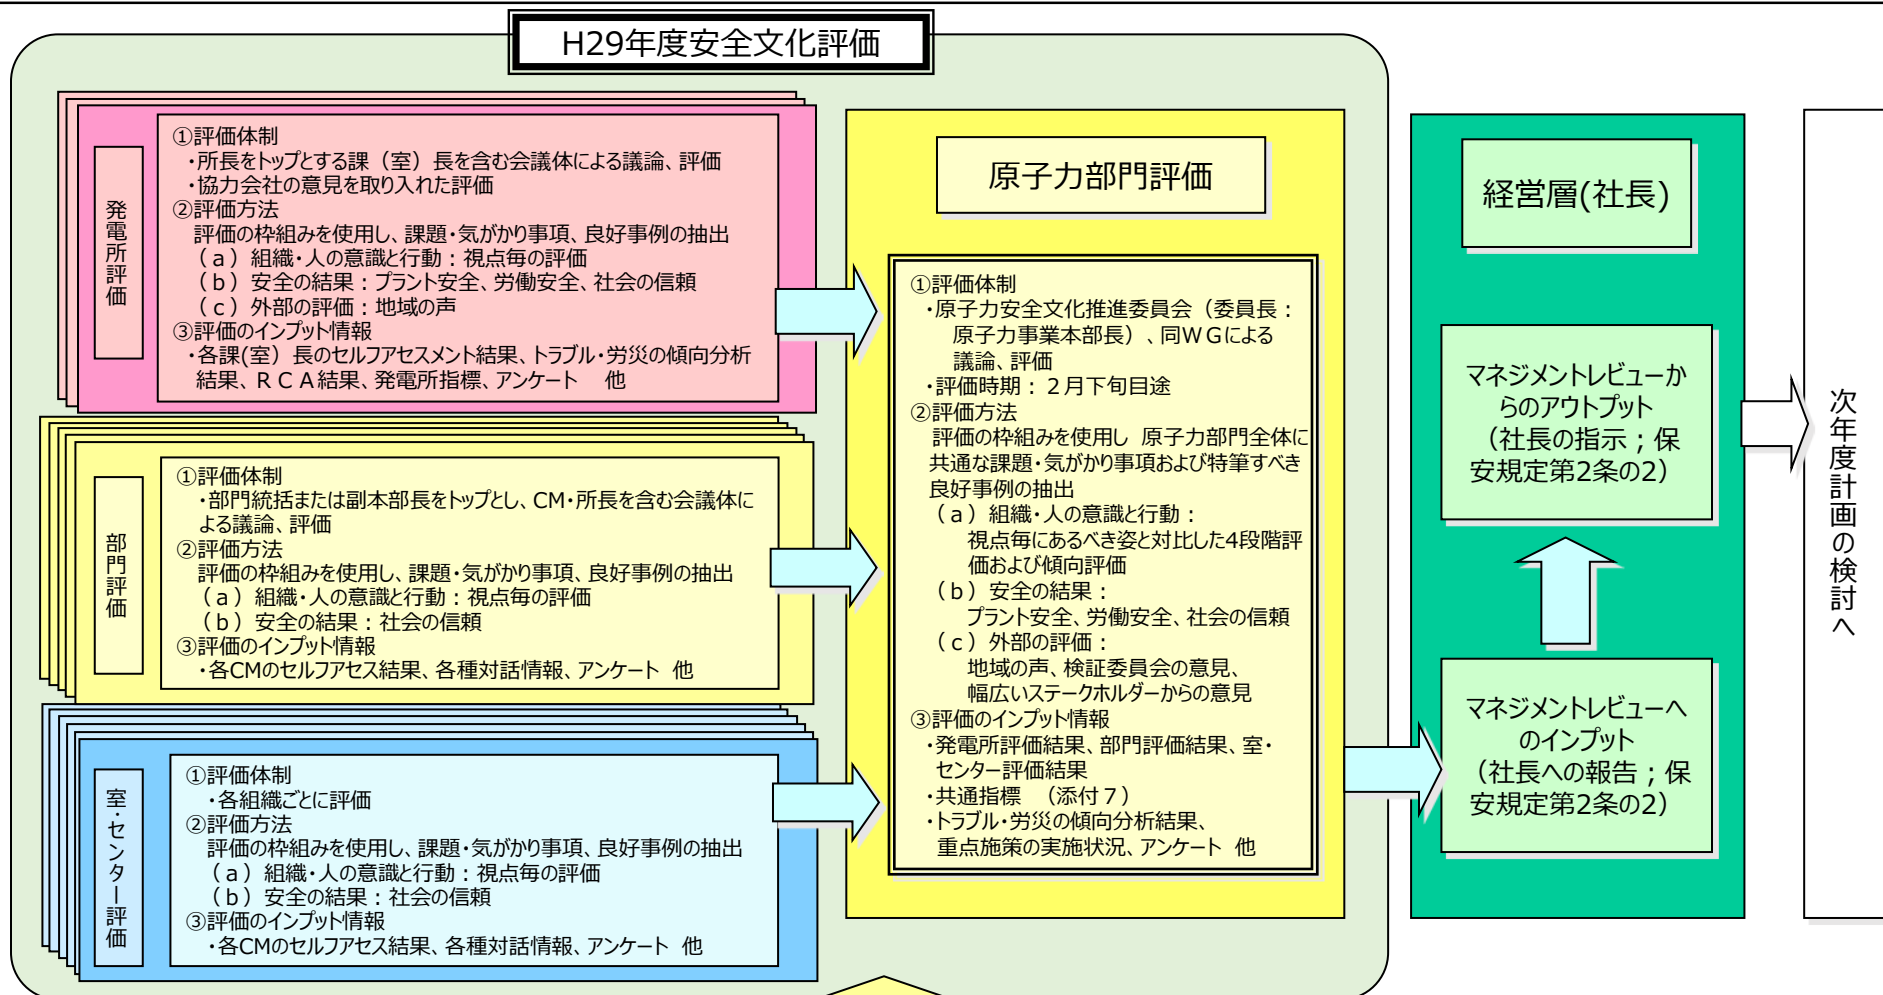 H29年度安全文化評価
発電所評価
①評価体制
・所長をトップとする課（室）長を含む会議体による議論、評価
・協力会社の意見を取り入れた評価
②評価方法
評価の枠組みを使用し、課題・気がかり事項、良好事例の抽出
（ａ）組織・人の意識と行動：視点毎の評価
（ｂ）安全の結果：プラント安全、労働安全、社会の信頼
（ｃ）外部の評価：地域の声
③評価のインプット情報
・各課(室）長のセルフアセスメント結果、トラブル・労災の傾向分析
結果、ＲＣＡ結果、発電所指標、アンケート　他
部門評価
①評価体制
・部門統括または副本部長をトップとし、CM・所長を含む会議体に
よる議論、評価
②評価方法
評価の枠組みを使用し、課題・気がかり事項、良好事例の抽出
（ａ）組織・人の意識と行動：視点毎の評価
（ｂ）安全の結果：社会の信頼
③評価のインプット情報
・各CMのセルフアセス結果、各種対話情報、アンケート 他
室・センター評価
①評価体制
・各組織ごとに評価
②評価方法
評価の枠組みを使用し、課題・気がかり事項、良好事例の抽出
（ａ）組織・人の意識と行動：視点毎の評価
（ｂ）安全の結果：社会の信頼
③評価のインプット情報
・各CMのセルフアセス結果、各種対話情報、アンケート 他
原子力部門評価
①評価体制
・原子力安全文化推進委員会（委員長：
原子力事業本部長）、同ＷＧによる
議論、評価
・評価時期：２月下旬目途
②評価方法
評価の枠組みを使用し 原子力部門全体に
共通な課題・気がかり事項および特筆すべき
良好事例の抽出
（ａ）組織・人の意識と行動：
視点毎にあるべき姿と対比した4段階評
価および傾向評価
（ｂ）安全の結果：
プラント安全、労働安全、社会の信頼
（ｃ）外部の評価：
地域の声、検証委員会の意見、
幅広いステークホルダーからの意見
③評価のインプット情報
・発電所評価結果、部門評価結果、室・
センター評価結果
・共通指標　（添付７）
・トラブル・労災の傾向分析結果、
重点施策の実施状況、アンケート 他
経営層(社長)
マネジメントレビューか
らのアウトプット
（社長の指示；保
安規定第2条の2）
マネジメントレビューへ
のインプット
（社長への報告；保
安規定第2条の2）
次年度計画の検討へ